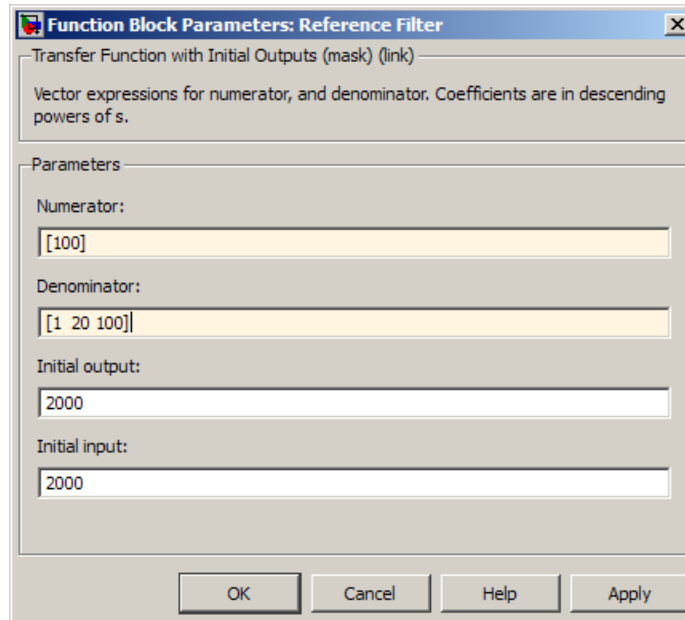 Function Block Parameters: Reference Filter
Transfer Function with Initial Outputs (mask) (link)
Vector expressions for numerator, and denominator. Coefficients are in descending
powers of s.
Parameters
Numerator:
[100]
Denominator:
[1 20 100]
Initial output:
2000
Initial input:
2000
OK Cancel Help Apply